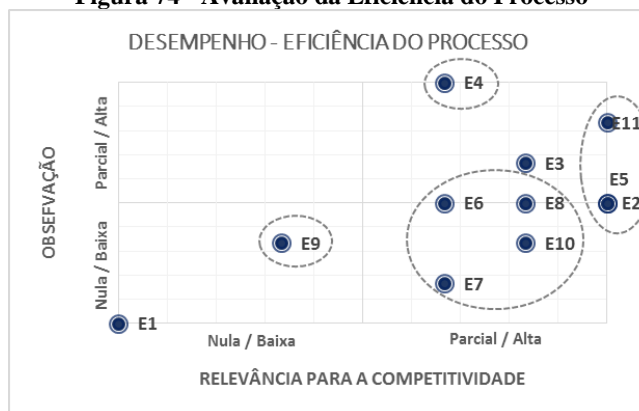 Figura 74 - Avaliação da Eficiência do Processo
DESEMPENHO - EFICIÊNCIA DO PROCESSO
OBSEFVAÇÃO
Parcial / Alta
Nula / Baixa
E4
E11
E3
E5
E6
E8
E2
E9
E10
E7
E1
Nula / Baixa
Parcial / Alta
RELEVÂNCIA PARA A COMPETITIVIDADE